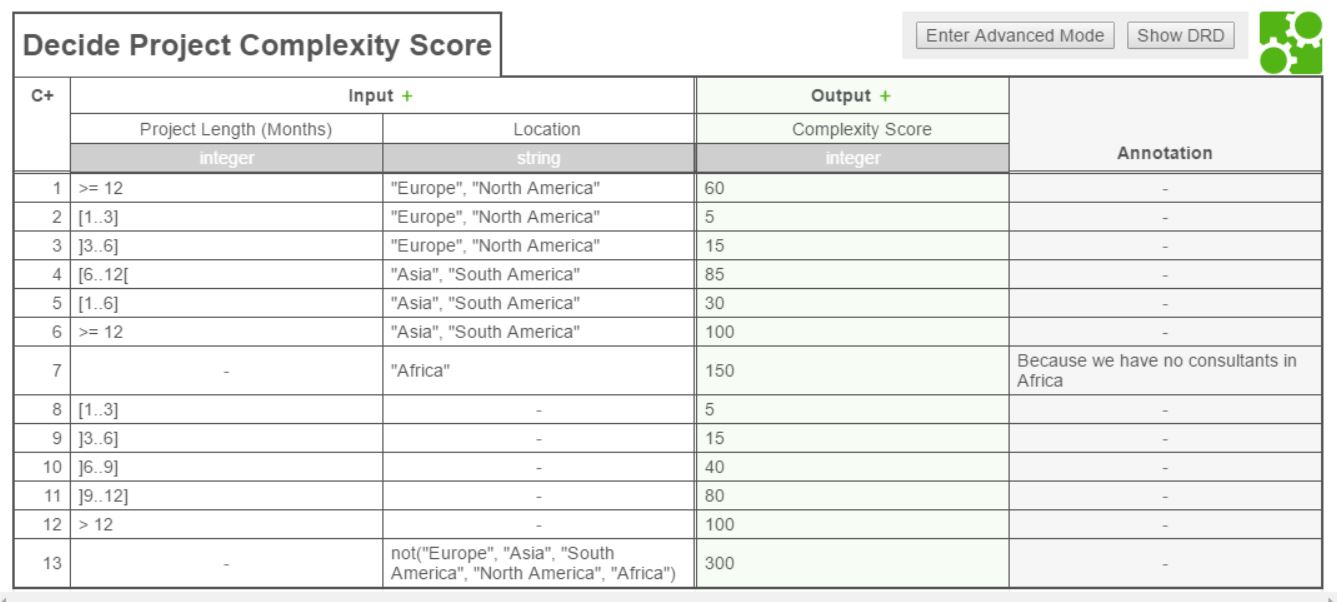 Decide Project Complexity Score
Enter Advanced Mode
Show DRD
C+
Input +
Output +
Annotation
Project Length (Months)
Location
Complexity Score
integer
string
integer
1 >= 12 "Europe", "North America" 60 -
2 [1..3] "Europe", "North America" 5 -
3 ]3..6] "Europe", "North America" 15 -
4 [6..12[ "Asia", "South America" 85 -
5 [1..6] "Asia", "South America" 30 -
6 >= 12 "Asia", "South America" 100 -
7 - "Africa" 150 Because we have no consultants in
Africa
8 [1..3] - 5 -
9 ]3..6] - 15 -
10 ]6..9] - 40 -
11 ]9..12] - 80 -
12 > 12 - 100 -
13 - not("Europe", "Asia", "South
America", "North America", "Africa") 300 -